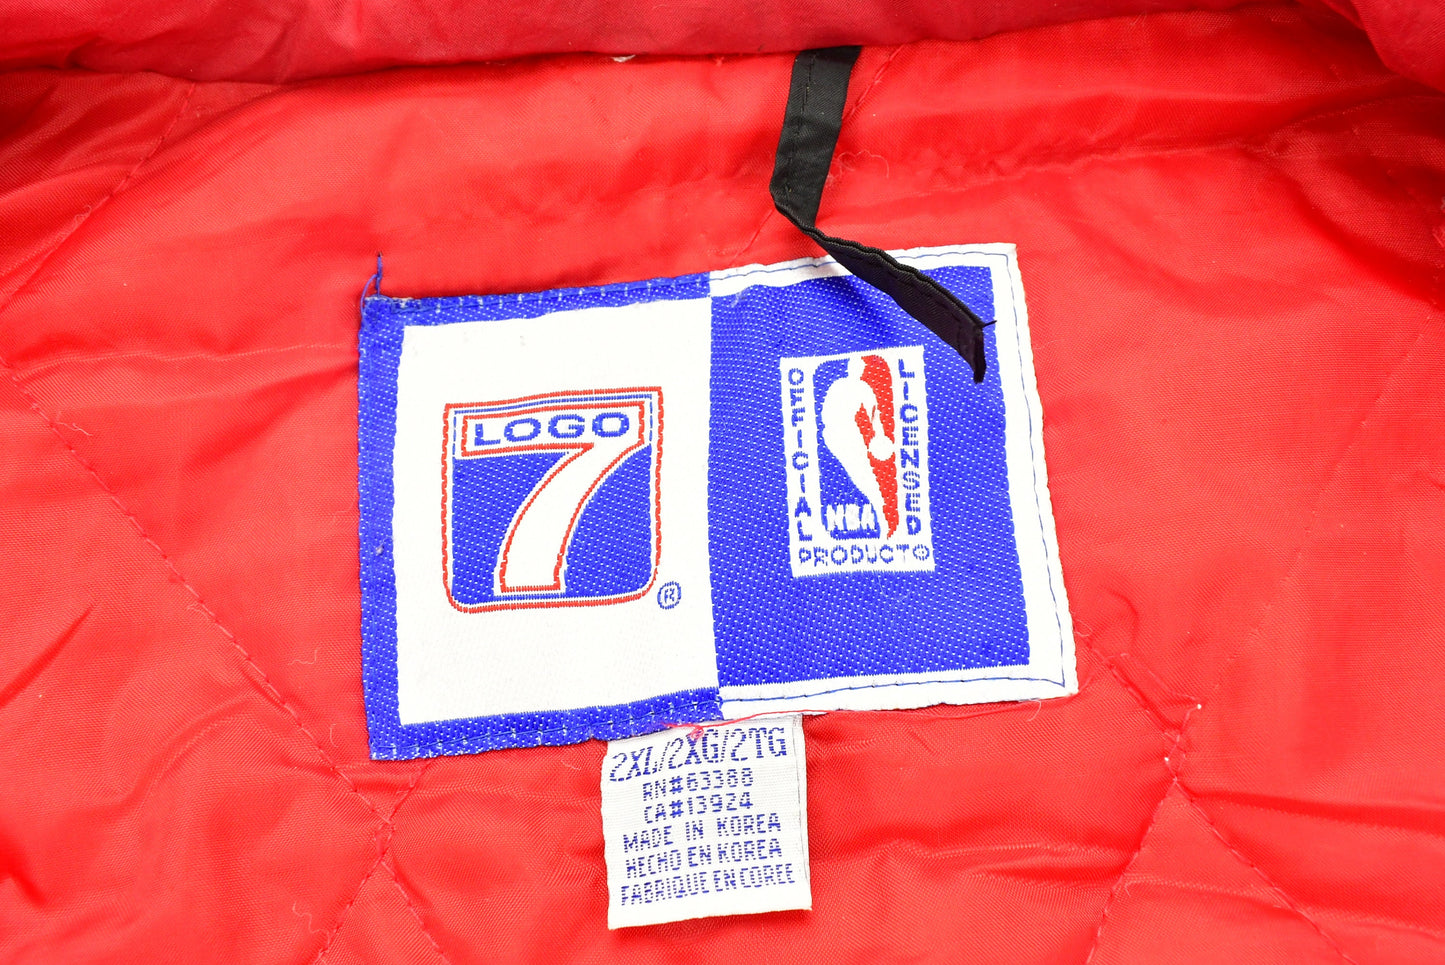 LOGO
7
®
OFFICIAL
LICENSED
NBA
PRODUCT®
2XL/2XG/2TG
RN#63388
CA#13924
MADE IN KOREA
HECHO EN KOREA
FABRIQUE EN COREE